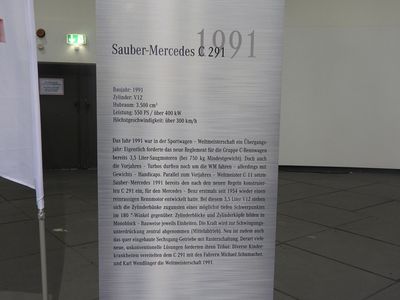 1991
Sauber-Mercedes C 291
Baujahr: 1991
Zylinder: V12
Hubraum: 3.500 cm³
Leistung: 550 PS / über 400 kW
Höchstgeschwindigkeit: über 300 km/h
Das Jahr 1991 war in der Sportwagen – Weltmeisterschaft ein Übergangs-
jahr: Eigentlich forderte das neue Reglement für die Gruppe C-Rennwagen
bereits 3,5 Liter-Saugmotoren (bei 750 kg Mindestgewicht). Doch auch
die Vorjahres – Turbos durften noch um die WM fahren – allerdings mit
Gewichts – Handicaps. Parallel zum Vorjahres – Weltmeister C 11 setzte
Sauber-Mercedes 1991 bereits den nach den neuen Regeln konstruier-
ten C 291 ein, für den Mercedes – Benz erstmals seit 1954 wieder einen
reinrassigen Rennmotor entwickelt hatte. Bei diesem 3,5 Liter V12 stehen
sich die Zylinderbänke zugunsten eines möglichst tiefen Schwerpunktes
im 180 °-Winkel gegenüber. Zylinderblöcke und Zylinderköpfe bilden in
Monoblock – Bauweise jeweils Einheiten. Die Kraft wird zur Schwingungs-
unterdrückung zentral abgenommen (Mittelabtrieb). Neu ist zudem auch
das quer eingebaute Sechsgang-Getriebe mit Rasterschaltung. Derart viele
neue, unkonventionelle Lösungen forderten ihren Tribut: Diverse Kinder-
krankheiten vereitelten dem C 291 mit den Fahrern Michael Schumacher,
und Karl Wendlinger die Weltmeisterschaft 1991.